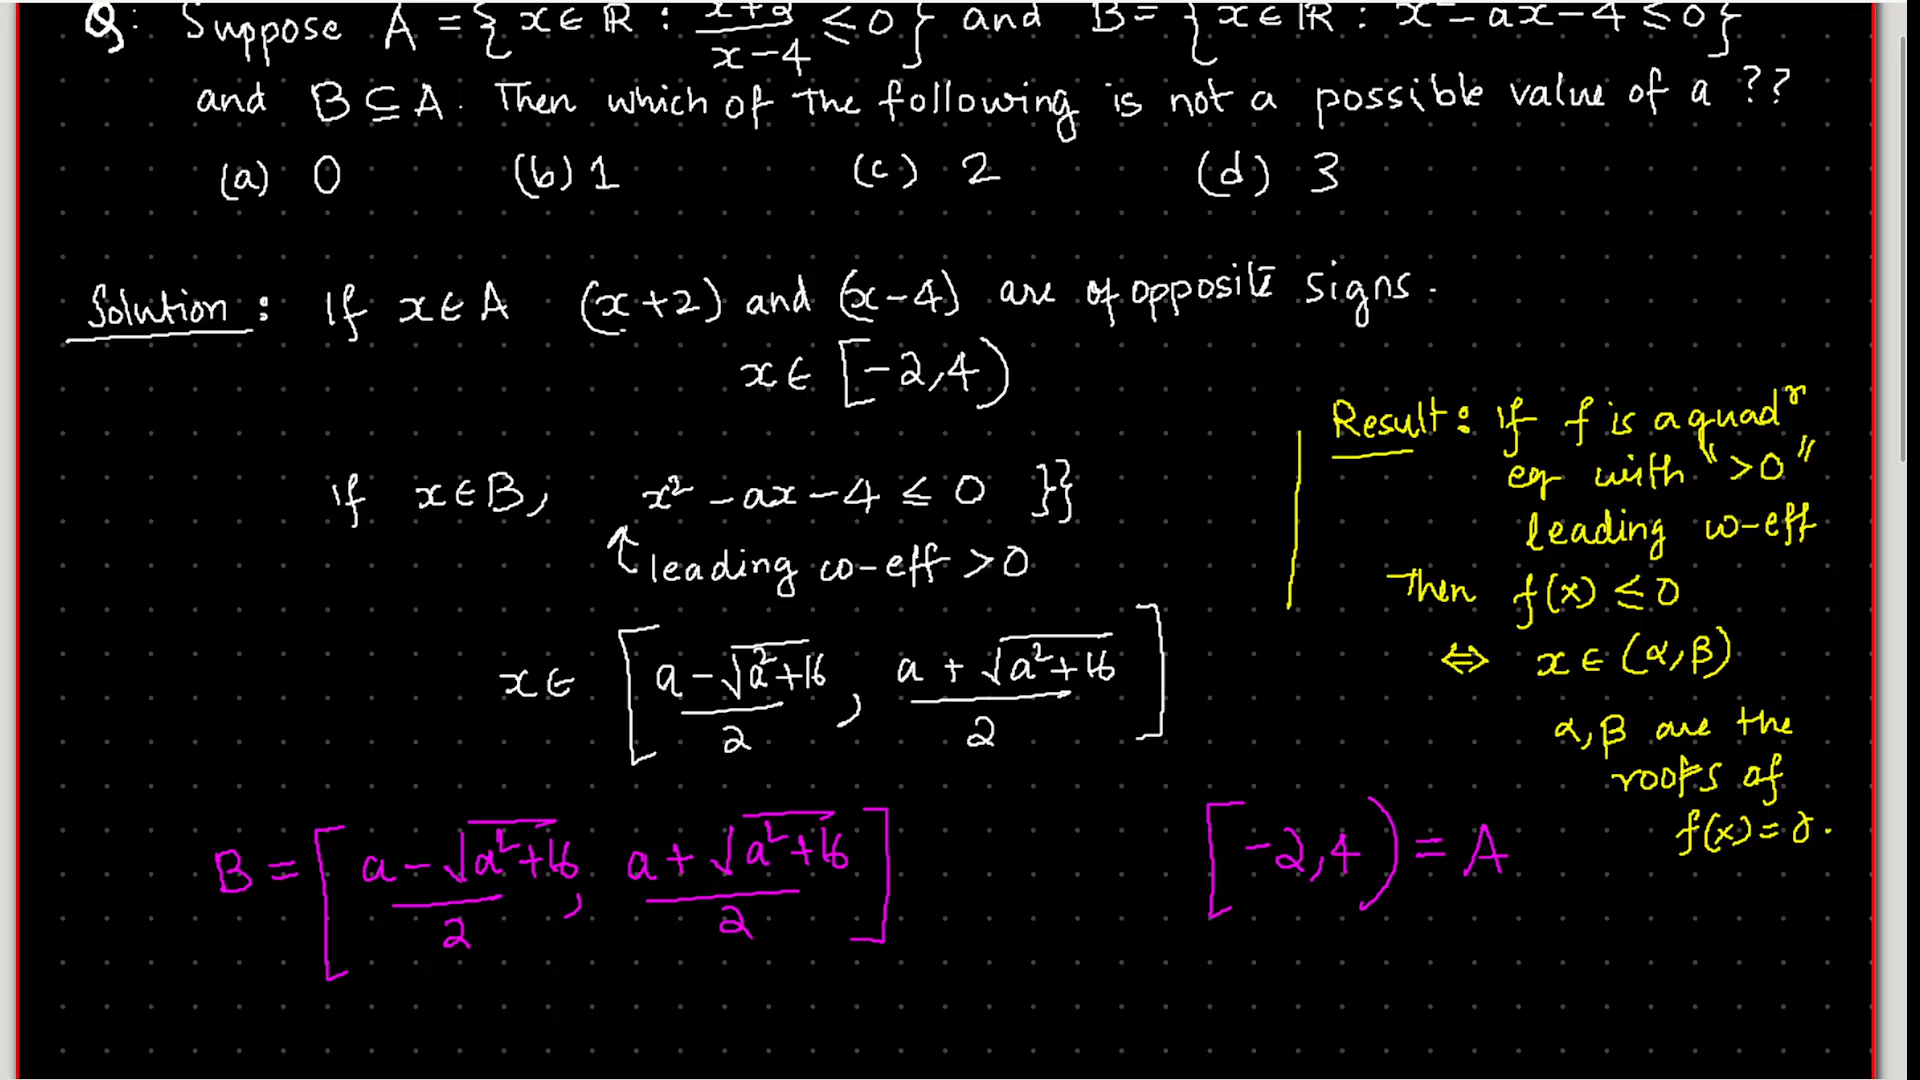 Q: Suppose A = { x ∈ ℝ : /(x-4) ≤ 0 } and B = { x ∈ ℝ : x - ax - 4 ≤ 0 }
and B ⊆ A. Then which of the following is not a possible value of a ??
(a) 0 (b) 1 (c) 2 (d) 3
Solution : If x ∈ A (x+2) and (x-4) are of opposite signs.
x ∈ [-2,4)
if x ∈ B, x² - ax - 4 ≤ 0 }}
↑ leading co-eff > 0
x ∈ [ (a - √(a²+16))/2 , (a + √(a²+16))/2 ]
B = [ (a - √(a²+16))/2 , (a + √(a²+16))/2 ] [-2,4) = A
Result: if f is a quadr
eq with ">0"
leading co-eff
Then f(x) ≤ 0
⇔ x ∈ (α,β)
α,β are the
roots of
f(x) = 0.